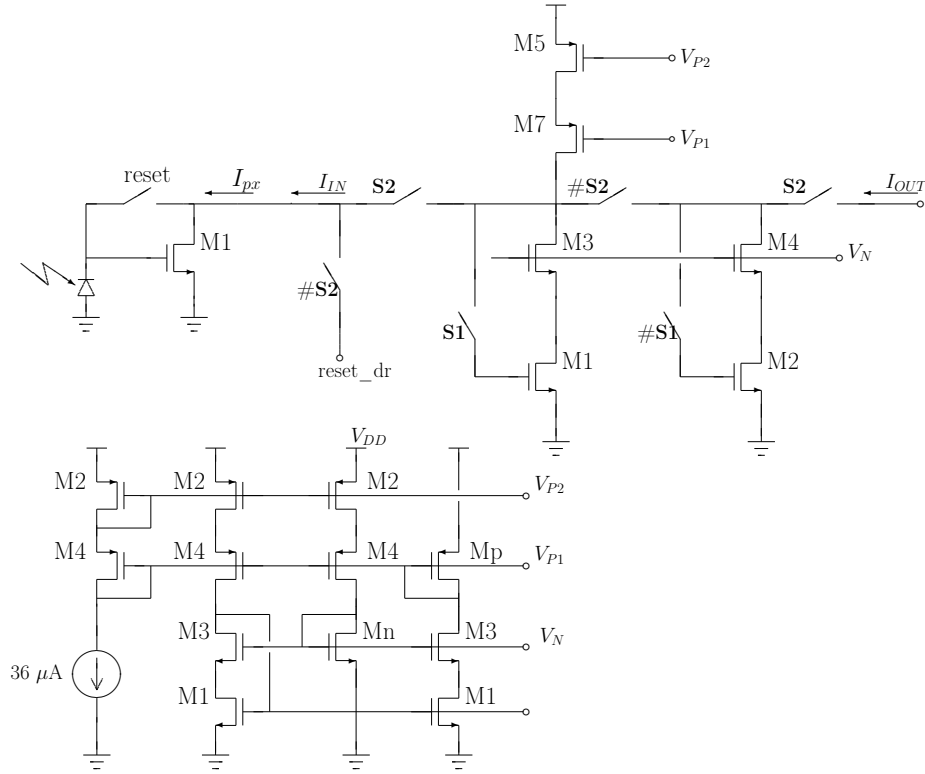 M5
V_{P2}
M7
V_{P1}
reset
I_{px}
I_{IN}
S2
#S2
S2
I_{OUT}
M1
M3
M4
V_N
#S2
S1
#S1
reset_dr
M1
M2
V_{DD}
M2
M2
M2
V_{P2}
M4
M4
M4
Mp
V_{P1}
M3
Mn
M3
V_N
36 μA
M1
M1